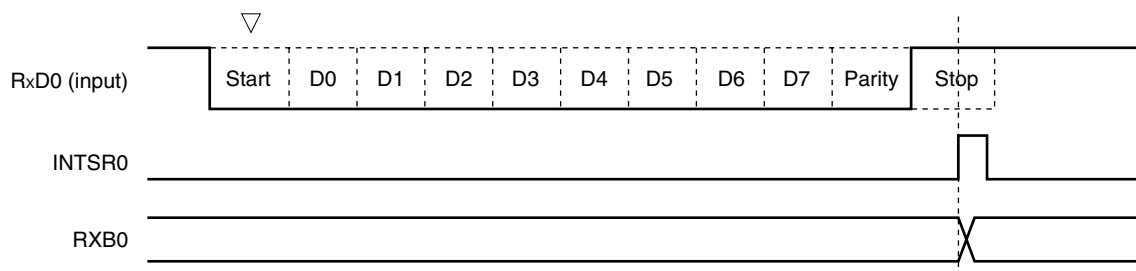 RxD0 (input) Start D0 D1 D2 D3 D4 D5 D6 D7 Parity Stop
INTSR0
RXB0